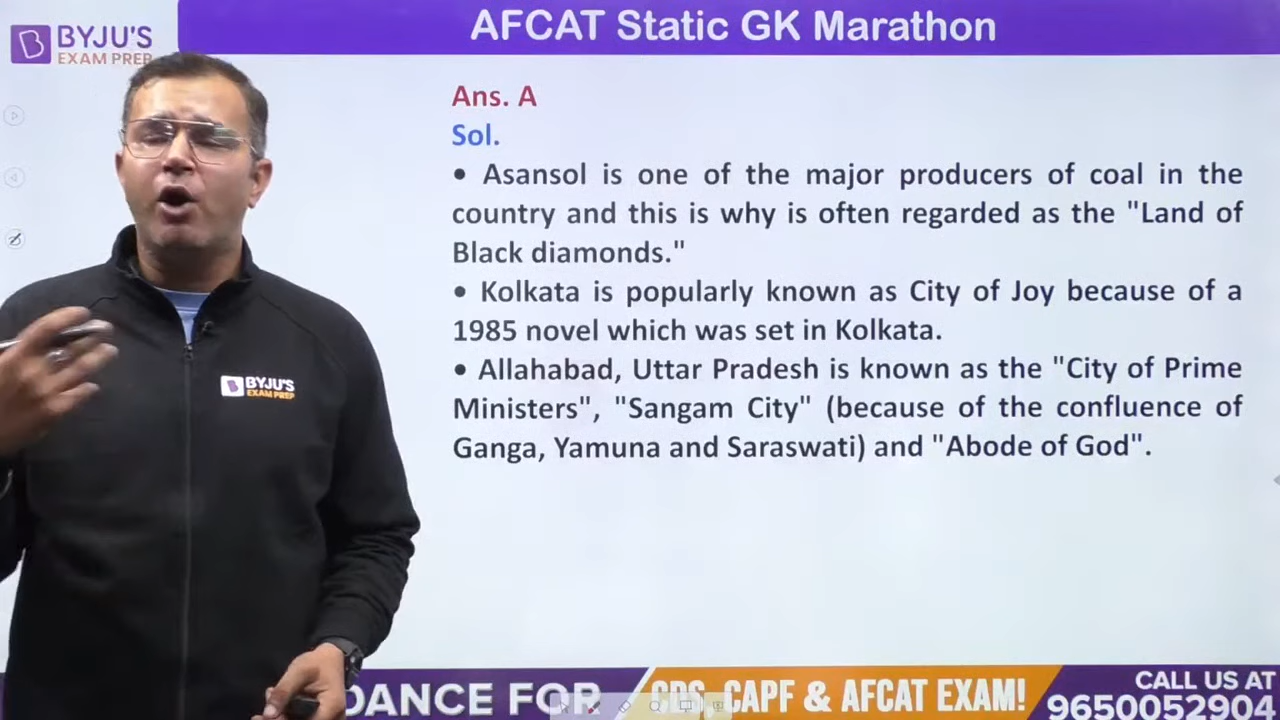 AFCAT Static GK Marathon
BYJU'S
EXAM PREP
Ans. A
Sol.
• Asansol is one of the major producers of coal in the
country and this is why is often regarded as the "Land of
Black diamonds."
• Kolkata is popularly known as City of Joy because of a
1985 novel which was set in Kolkata.
• Allahabad, Uttar Pradesh is known as the "City of Prime
Ministers", "Sangam City" (because of the confluence of
Ganga, Yamuna and Saraswati) and "Abode of God".
BYJU'S
EXAM PREP
DANCE FOR
CDS, CAPF & AFCAT EXAM!
CALL US AT
9650052904